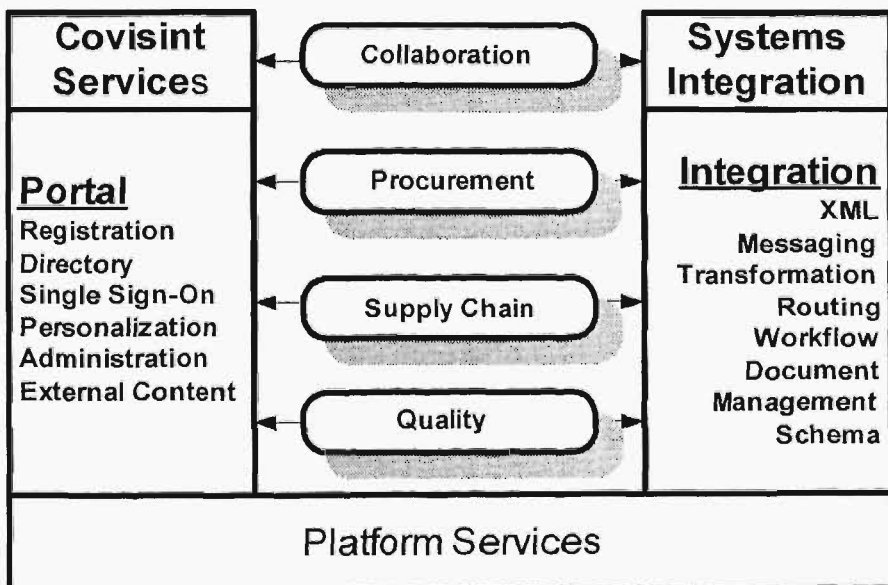 Covisint
Services
Collaboration
Systems
Integration
Portal
Registration
Directory
Single Sign-On
Personalization
Administration
External Content
Procurement
Supply Chain
Quality
Integration
XML
Messaging
Transformation
Routing
Workflow
Document
Management
Schema
Platform Services